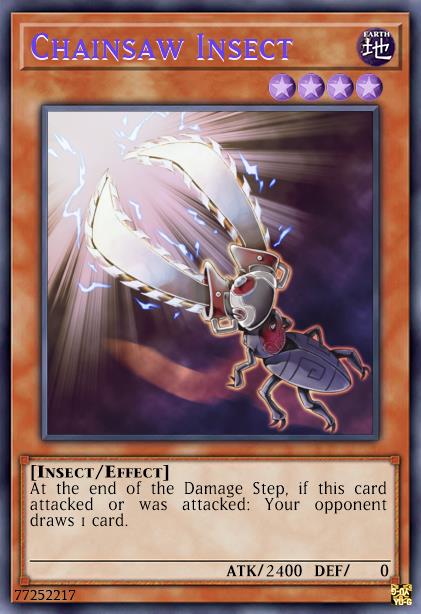 Chainsaw Insect
EARTH
地
[Insect/Effect]
At the end of the Damage Step, if this card
attacked or was attacked: Your opponent
draws 1 card.
ATK/2400 DEF/ 0
77252217